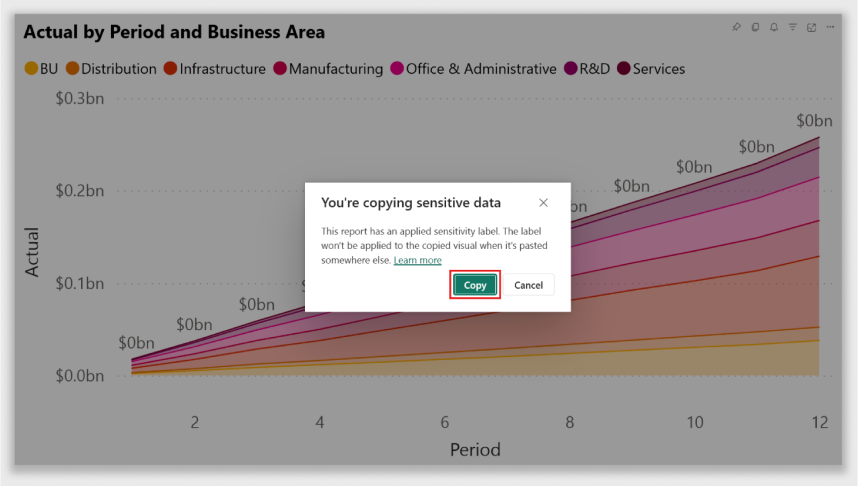 Actual by Period and Business Area
BU Distribution Infrastructure Manufacturing Office & Administrative R&D Services
$0.3bn
$0bn
$0bn
$0bn
$0.2bn
$0bn
You're copying sensitive data
This report has an applied sensitivity label. The label
won't be applied to the copied visual when it's pasted
somewhere else. Learn more
Copy Cancel
Actual
$0.1bn
$0bn
$0bn
$0bn
$0.0bn
2 4 6 8 10 12
Period